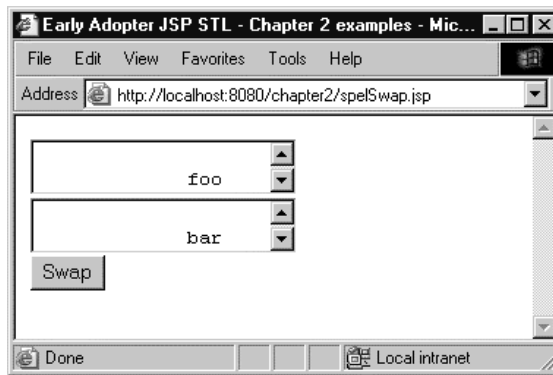 Early Adopter JSP STL - Chapter 2 examples - Mic...
File Edit View Favorites Tools Help
Address http://localhost:8080/chapter2/spelSwap.jsp
foo
bar
Swap
Done Local intranet